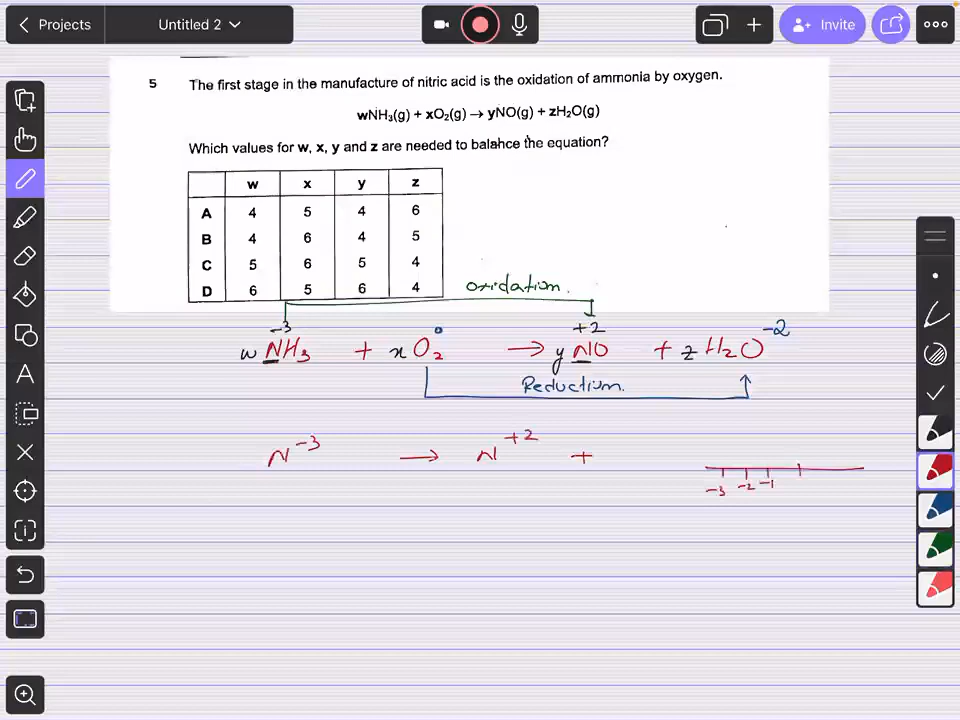 Projects
Untitled 2
Invite
5 The first stage in the manufacture of nitric acid is the oxidation of ammonia by oxygen.
wNH₃(g) + xO₂(g) → yNO(g) + zH₂O(g)
Which values for w, x, y and z are needed to balance the equation?
w x y z
A 4 5 4 6
B 4 6 4 5
C 5 6 5 4
D 6 5 6 4
oxidation.
-3 0 +2 -2
w NH₃ + x O₂ → y NO + z H₂O
Reduction.
N⁻³ → N⁺² +
-3 -2 -1